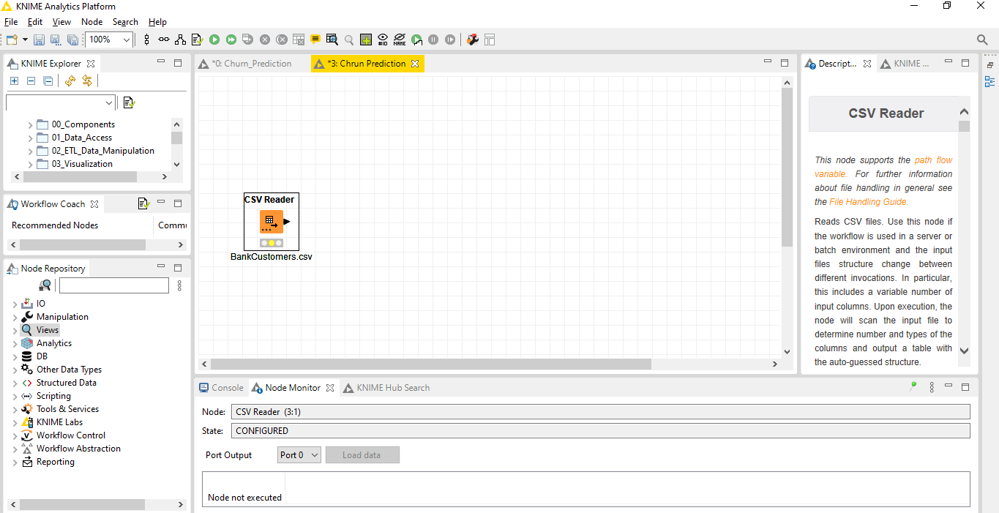 KNIME Analytics Platform
File Edit View Node Search Help
100%
#ID
NAME
KNIME Explorer
00_Components
01_Data_Access
02_ETL_Data_Manipulation
03_Visualization
Workflow Coach
Recommended Nodes Commu
Node Repository
IO
Manipulation
Views
Analytics
DB
Other Data Types
Structured Data
Scripting
Tools & Services
KNIME Labs
Workflow Control
Workflow Abstraction
Reporting
*0: Churn_Prediction *3: Chrun Prediction
CSV Reader
BankCustomers.csv
Console Node Monitor KNIME Hub Search
Node: CSV Reader (3:1)
State: CONFIGURED
Port Output Port 0 Load data
Node not executed
Descript... KNIME ...
CSV Reader
This node supports the path flow
variable. For further information
about file handling in general see
the File Handling Guide.
Reads CSV files. Use this node if
the workflow is used in a server or
batch environment and the input
files structure change between
different invocations. In particular,
this includes a variable number of
input columns. Upon execution, the
node will scan the input file to
determine number and types of the
columns and output a table with
the auto-guessed structure.